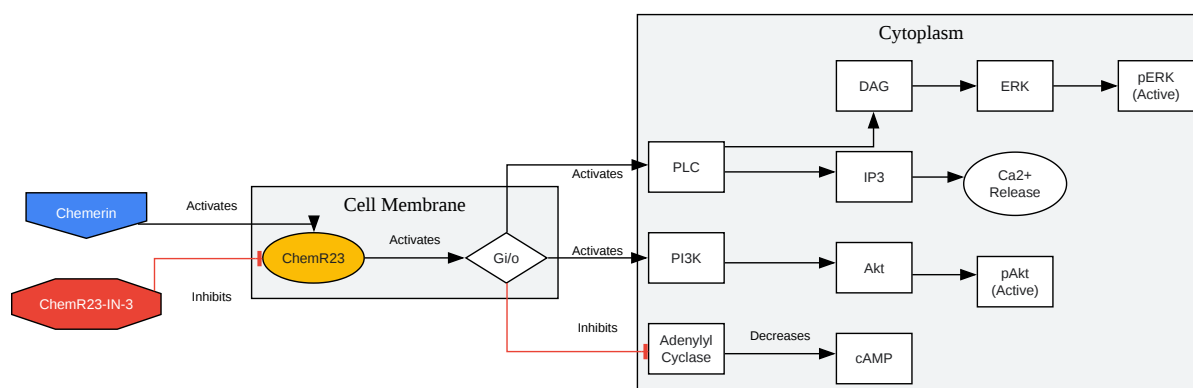 Cytoplasm
DAG
ERK
pERK
(Active)
PLC
Activates
IP3
Ca2+
Release
Chemerin
Activates
Cell Membrane
ChemR23
Activates
Gi/o
Activates
PI3K
Akt
pAkt
(Active)
ChemR23-IN-3
Inhibits
Inhibits
Adenylyl
Cyclase
Decreases
cAMP